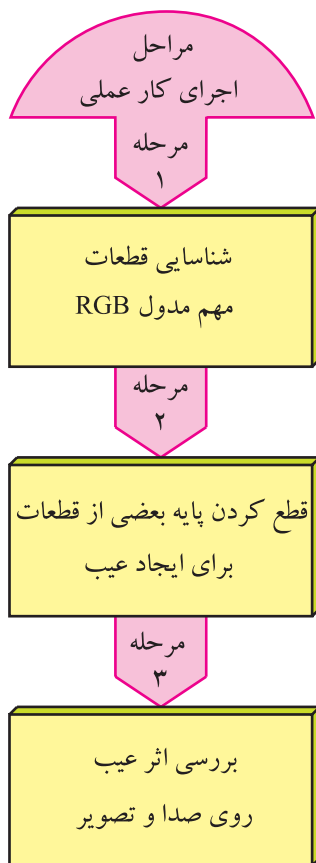 مراحل
اجرای کار عملی
مرحله
۱
شناسایی قطعات
مهم مدول RGB
مرحله
۲
قطع کردن پایه بعضی از قطعات
برای ایجاد عیب
مرحله
۳
بررسی اثر عیب
روی صدا و تصویر